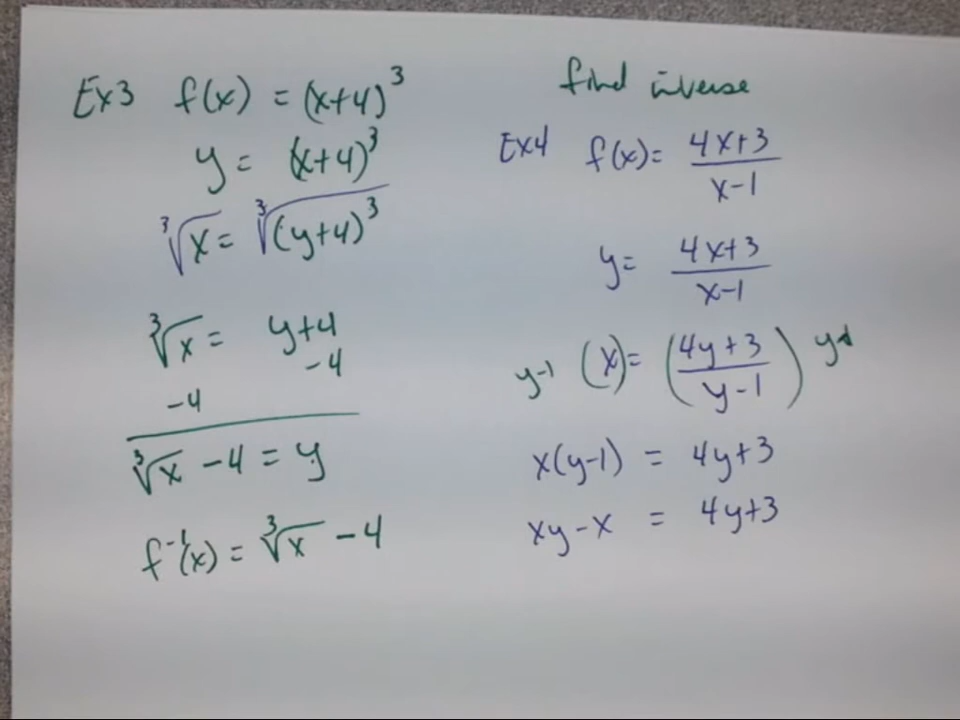 Ex3 f(x) = (x+4)³
y = (x+4)³
∛x = ∛(y+4)³
∛x = y+4
-4
-4
∛x -4 = y
f⁻¹(x) = ∛x -4
find inverse
Ex4 f(x) = (4x+3)/(x-1)
y = (4x+3)/(x-1)
y-1 (x) = ((4y+3)/(y-1)) y-1
x(y-1) = 4y+3
xy-x = 4y+3